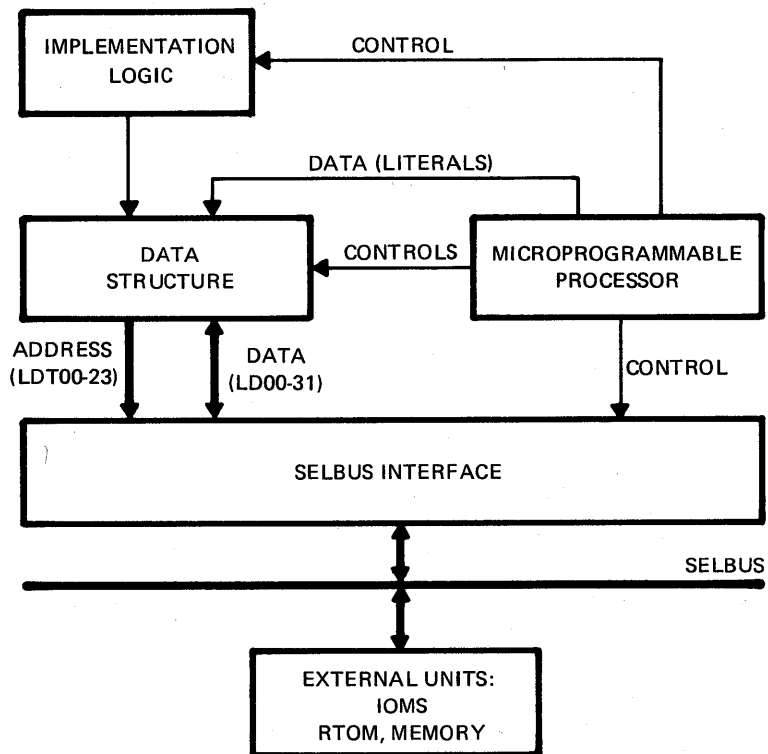 IMPLEMENTATION
LOGIC
CONTROL
DATA (LITERALS)
DATA
STRUCTURE
CONTROLS
MICROPROGRAMMABLE
PROCESSOR
ADDRESS
(LDT00-23)
DATA
(LD00-31)
CONTROL
SELBUS INTERFACE
SELBUS
EXTERNAL UNITS:
IOMS
RTOM, MEMORY